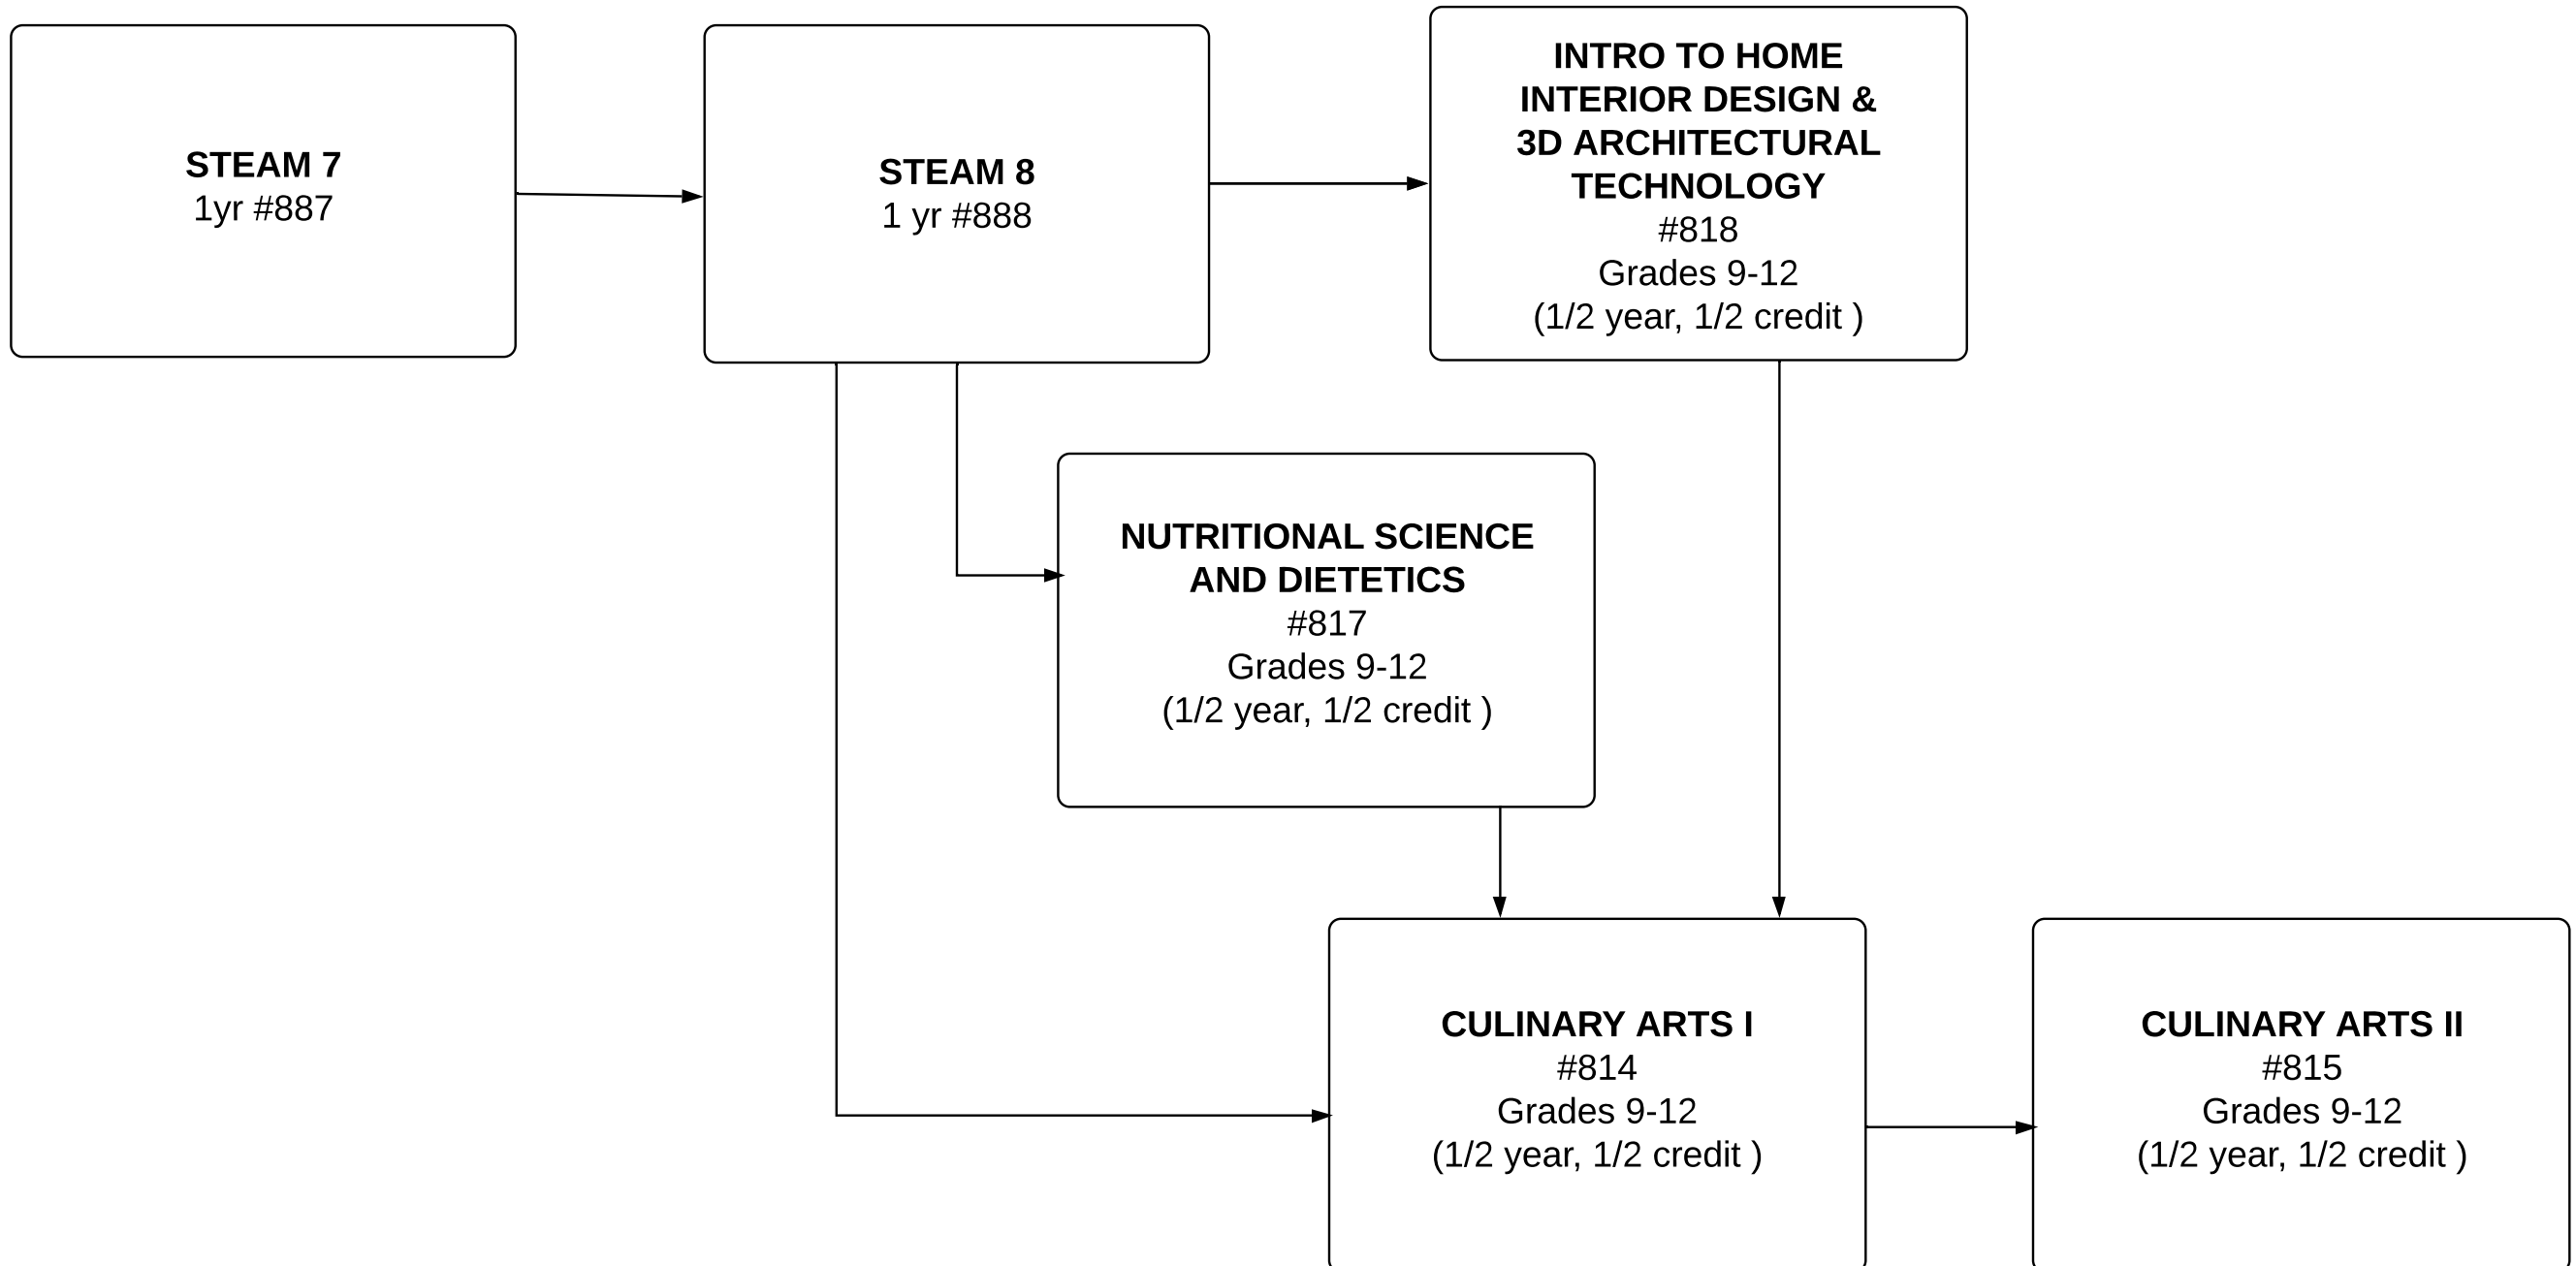 STEAM 7
1yr #887
STEAM 8
1 yr #888
INTRO TO HOME
INTERIOR DESIGN &
3D ARCHITECTURAL
TECHNOLOGY
#818
Grades 9-12
(1/2 year, 1/2 credit )
NUTRITIONAL SCIENCE
AND DIETETICS
#817
Grades 9-12
(1/2 year, 1/2 credit )
CULINARY ARTS I
#814
Grades 9-12
(1/2 year, 1/2 credit )
CULINARY ARTS II
#815
Grades 9-12
(1/2 year, 1/2 credit )